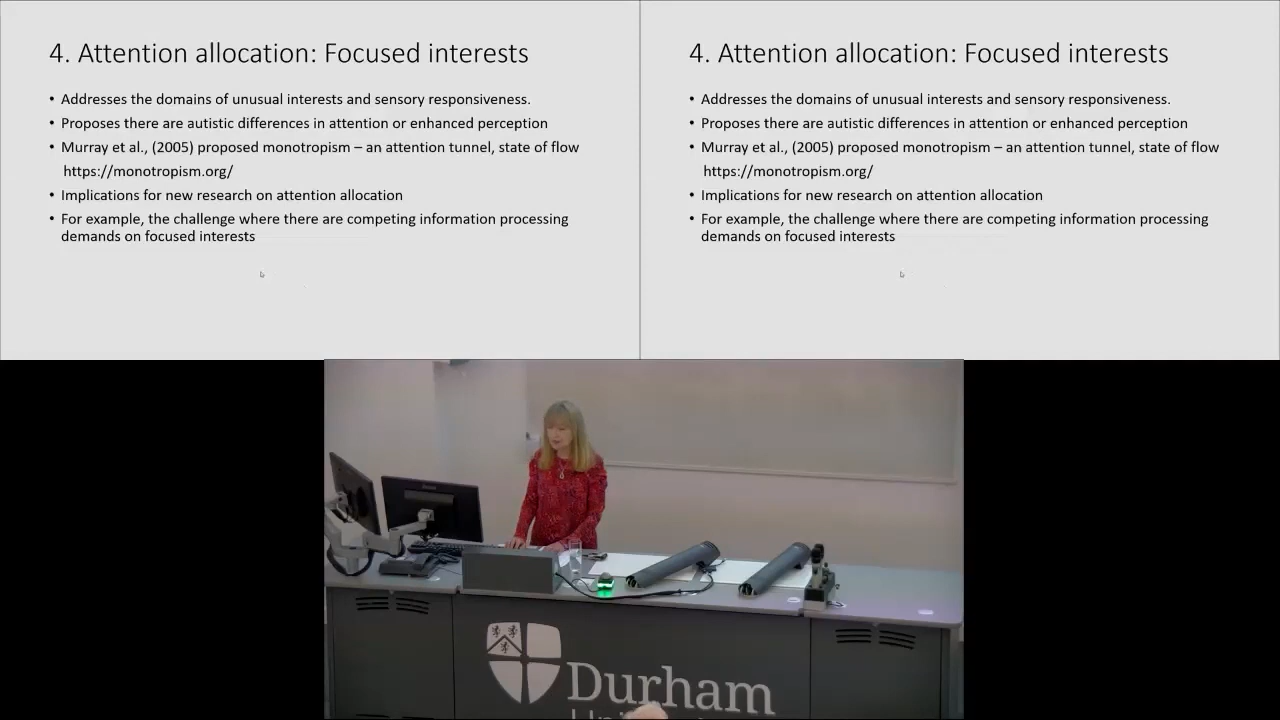 4. Attention allocation: Focused interests
• Addresses the domains of unusual interests and sensory responsiveness.
• Proposes there are autistic differences in attention or enhanced perception
• Murray et al., (2005) proposed monotropism – an attention tunnel, state of flow
https://monotropism.org/
• Implications for new research on attention allocation
• For example, the challenge where there are competing information processing
demands on focused interests
4. Attention allocation: Focused interests
• Addresses the domains of unusual interests and sensory responsiveness.
• Proposes there are autistic differences in attention or enhanced perception
• Murray et al., (2005) proposed monotropism – an attention tunnel, state of flow
https://monotropism.org/
• Implications for new research on attention allocation
• For example, the challenge where there are competing information processing
demands on focused interests
Durham